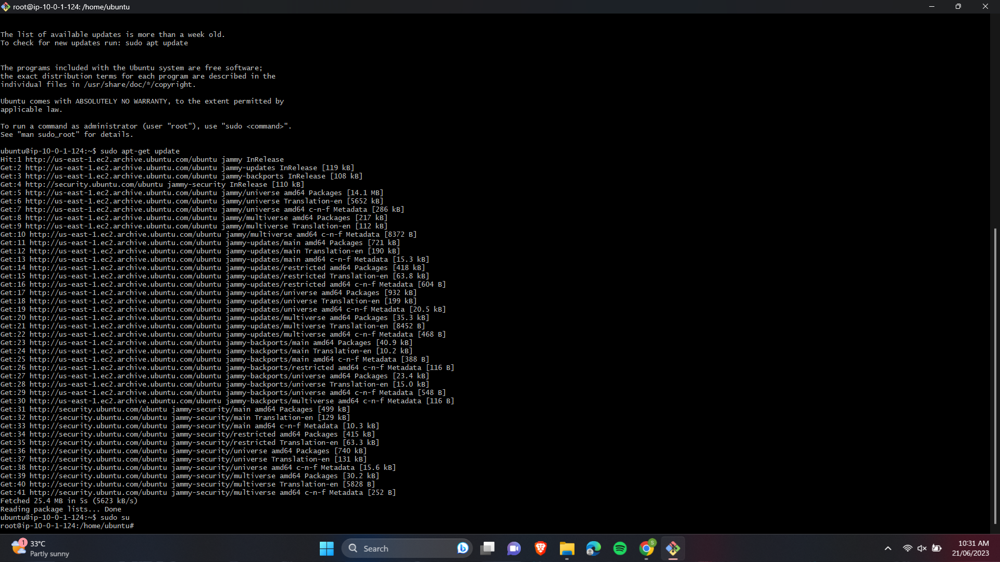 root@ip-10-0-1-124: /home/ubuntu
The list of available updates is more than a week old.
To check for new updates run: sudo apt update
The programs included with the Ubuntu system are free software;
the exact distribution terms for each program are described in the
individual files in /usr/share/doc/*/copyright.
Ubuntu comes with ABSOLUTELY NO WARRANTY, to the extent permitted by
applicable law.
To run a command as administrator (user "root"), use "sudo <command>".
See "man sudo_root" for details.
ubuntu@ip-10-0-1-124:~$ sudo apt-get update
Hit:1 http://us-east-1.ec2.archive.ubuntu.com/ubuntu jammy InRelease
Get:2 http://us-east-1.ec2.archive.ubuntu.com/ubuntu jammy-updates InRelease [119 kB]
Get:3 http://us-east-1.ec2.archive.ubuntu.com/ubuntu jammy-backports InRelease [108 kB]
Get:4 http://security.ubuntu.com/ubuntu jammy-security InRelease [110 kB]
Get:5 http://us-east-1.ec2.archive.ubuntu.com/ubuntu jammy/universe amd64 Packages [14.1 MB]
Get:6 http://us-east-1.ec2.archive.ubuntu.com/ubuntu jammy/universe Translation-en [5652 kB]
Get:7 http://us-east-1.ec2.archive.ubuntu.com/ubuntu jammy/universe amd64 c-n-f Metadata [286 kB]
Get:8 http://us-east-1.ec2.archive.ubuntu.com/ubuntu jammy/multiverse amd64 Packages [217 kB]
Get:9 http://us-east-1.ec2.archive.ubuntu.com/ubuntu jammy/multiverse Translation-en [112 kB]
Get:10 http://us-east-1.ec2.archive.ubuntu.com/ubuntu jammy/multiverse amd64 c-n-f Metadata [8372 B]
Get:11 http://us-east-1.ec2.archive.ubuntu.com/ubuntu jammy-updates/main amd64 Packages [721 kB]
Get:12 http://us-east-1.ec2.archive.ubuntu.com/ubuntu jammy-updates/main Translation-en [190 kB]
Get:13 http://us-east-1.ec2.archive.ubuntu.com/ubuntu jammy-updates/main amd64 c-n-f Metadata [15.3 kB]
Get:14 http://us-east-1.ec2.archive.ubuntu.com/ubuntu jammy-updates/restricted amd64 Packages [418 kB]
Get:15 http://us-east-1.ec2.archive.ubuntu.com/ubuntu jammy-updates/restricted Translation-en [63.8 kB]
Get:16 http://us-east-1.ec2.archive.ubuntu.com/ubuntu jammy-updates/restricted amd64 c-n-f Metadata [604 B]
Get:17 http://us-east-1.ec2.archive.ubuntu.com/ubuntu jammy-updates/universe amd64 Packages [932 kB]
Get:18 http://us-east-1.ec2.archive.ubuntu.com/ubuntu jammy-updates/universe Translation-en [199 kB]
Get:19 http://us-east-1.ec2.archive.ubuntu.com/ubuntu jammy-updates/universe amd64 c-n-f Metadata [20.5 kB]
Get:20 http://us-east-1.ec2.archive.ubuntu.com/ubuntu jammy-updates/multiverse amd64 Packages [35.3 kB]
Get:21 http://us-east-1.ec2.archive.ubuntu.com/ubuntu jammy-updates/multiverse Translation-en [8452 B]
Get:22 http://us-east-1.ec2.archive.ubuntu.com/ubuntu jammy-updates/multiverse amd64 c-n-f Metadata [468 B]
Get:23 http://us-east-1.ec2.archive.ubuntu.com/ubuntu jammy-backports/main amd64 Packages [40.9 kB]
Get:24 http://us-east-1.ec2.archive.ubuntu.com/ubuntu jammy-backports/main Translation-en [10.2 kB]
Get:25 http://us-east-1.ec2.archive.ubuntu.com/ubuntu jammy-backports/main amd64 c-n-f Metadata [388 B]
Get:26 http://us-east-1.ec2.archive.ubuntu.com/ubuntu jammy-backports/restricted amd64 c-n-f Metadata [116 B]
Get:27 http://us-east-1.ec2.archive.ubuntu.com/ubuntu jammy-backports/universe amd64 Packages [23.4 kB]
Get:28 http://us-east-1.ec2.archive.ubuntu.com/ubuntu jammy-backports/universe Translation-en [15.0 kB]
Get:29 http://us-east-1.ec2.archive.ubuntu.com/ubuntu jammy-backports/universe amd64 c-n-f Metadata [548 B]
Get:30 http://us-east-1.ec2.archive.ubuntu.com/ubuntu jammy-backports/multiverse amd64 c-n-f Metadata [116 B]
Get:31 http://security.ubuntu.com/ubuntu jammy-security/main amd64 Packages [499 kB]
Get:32 http://security.ubuntu.com/ubuntu jammy-security/main Translation-en [129 kB]
Get:33 http://security.ubuntu.com/ubuntu jammy-security/main amd64 c-n-f Metadata [10.3 kB]
Get:34 http://security.ubuntu.com/ubuntu jammy-security/restricted amd64 Packages [415 kB]
Get:35 http://security.ubuntu.com/ubuntu jammy-security/restricted Translation-en [63.3 kB]
Get:36 http://security.ubuntu.com/ubuntu jammy-security/universe amd64 Packages [740 kB]
Get:37 http://security.ubuntu.com/ubuntu jammy-security/universe Translation-en [131 kB]
Get:38 http://security.ubuntu.com/ubuntu jammy-security/universe amd64 c-n-f Metadata [15.6 kB]
Get:39 http://security.ubuntu.com/ubuntu jammy-security/multiverse amd64 Packages [30.2 kB]
Get:40 http://security.ubuntu.com/ubuntu jammy-security/multiverse Translation-en [5828 B]
Get:41 http://security.ubuntu.com/ubuntu jammy-security/multiverse amd64 c-n-f Metadata [252 B]
Fetched 25.4 MB in 5s (5623 kB/s)
Reading package lists... Done
ubuntu@ip-10-0-1-124:~$ sudo su
root@ip-10-0-1-124:/home/ubuntu#
1
33°C
Partly sunny
Search
S
10:31 AM
21/06/2023